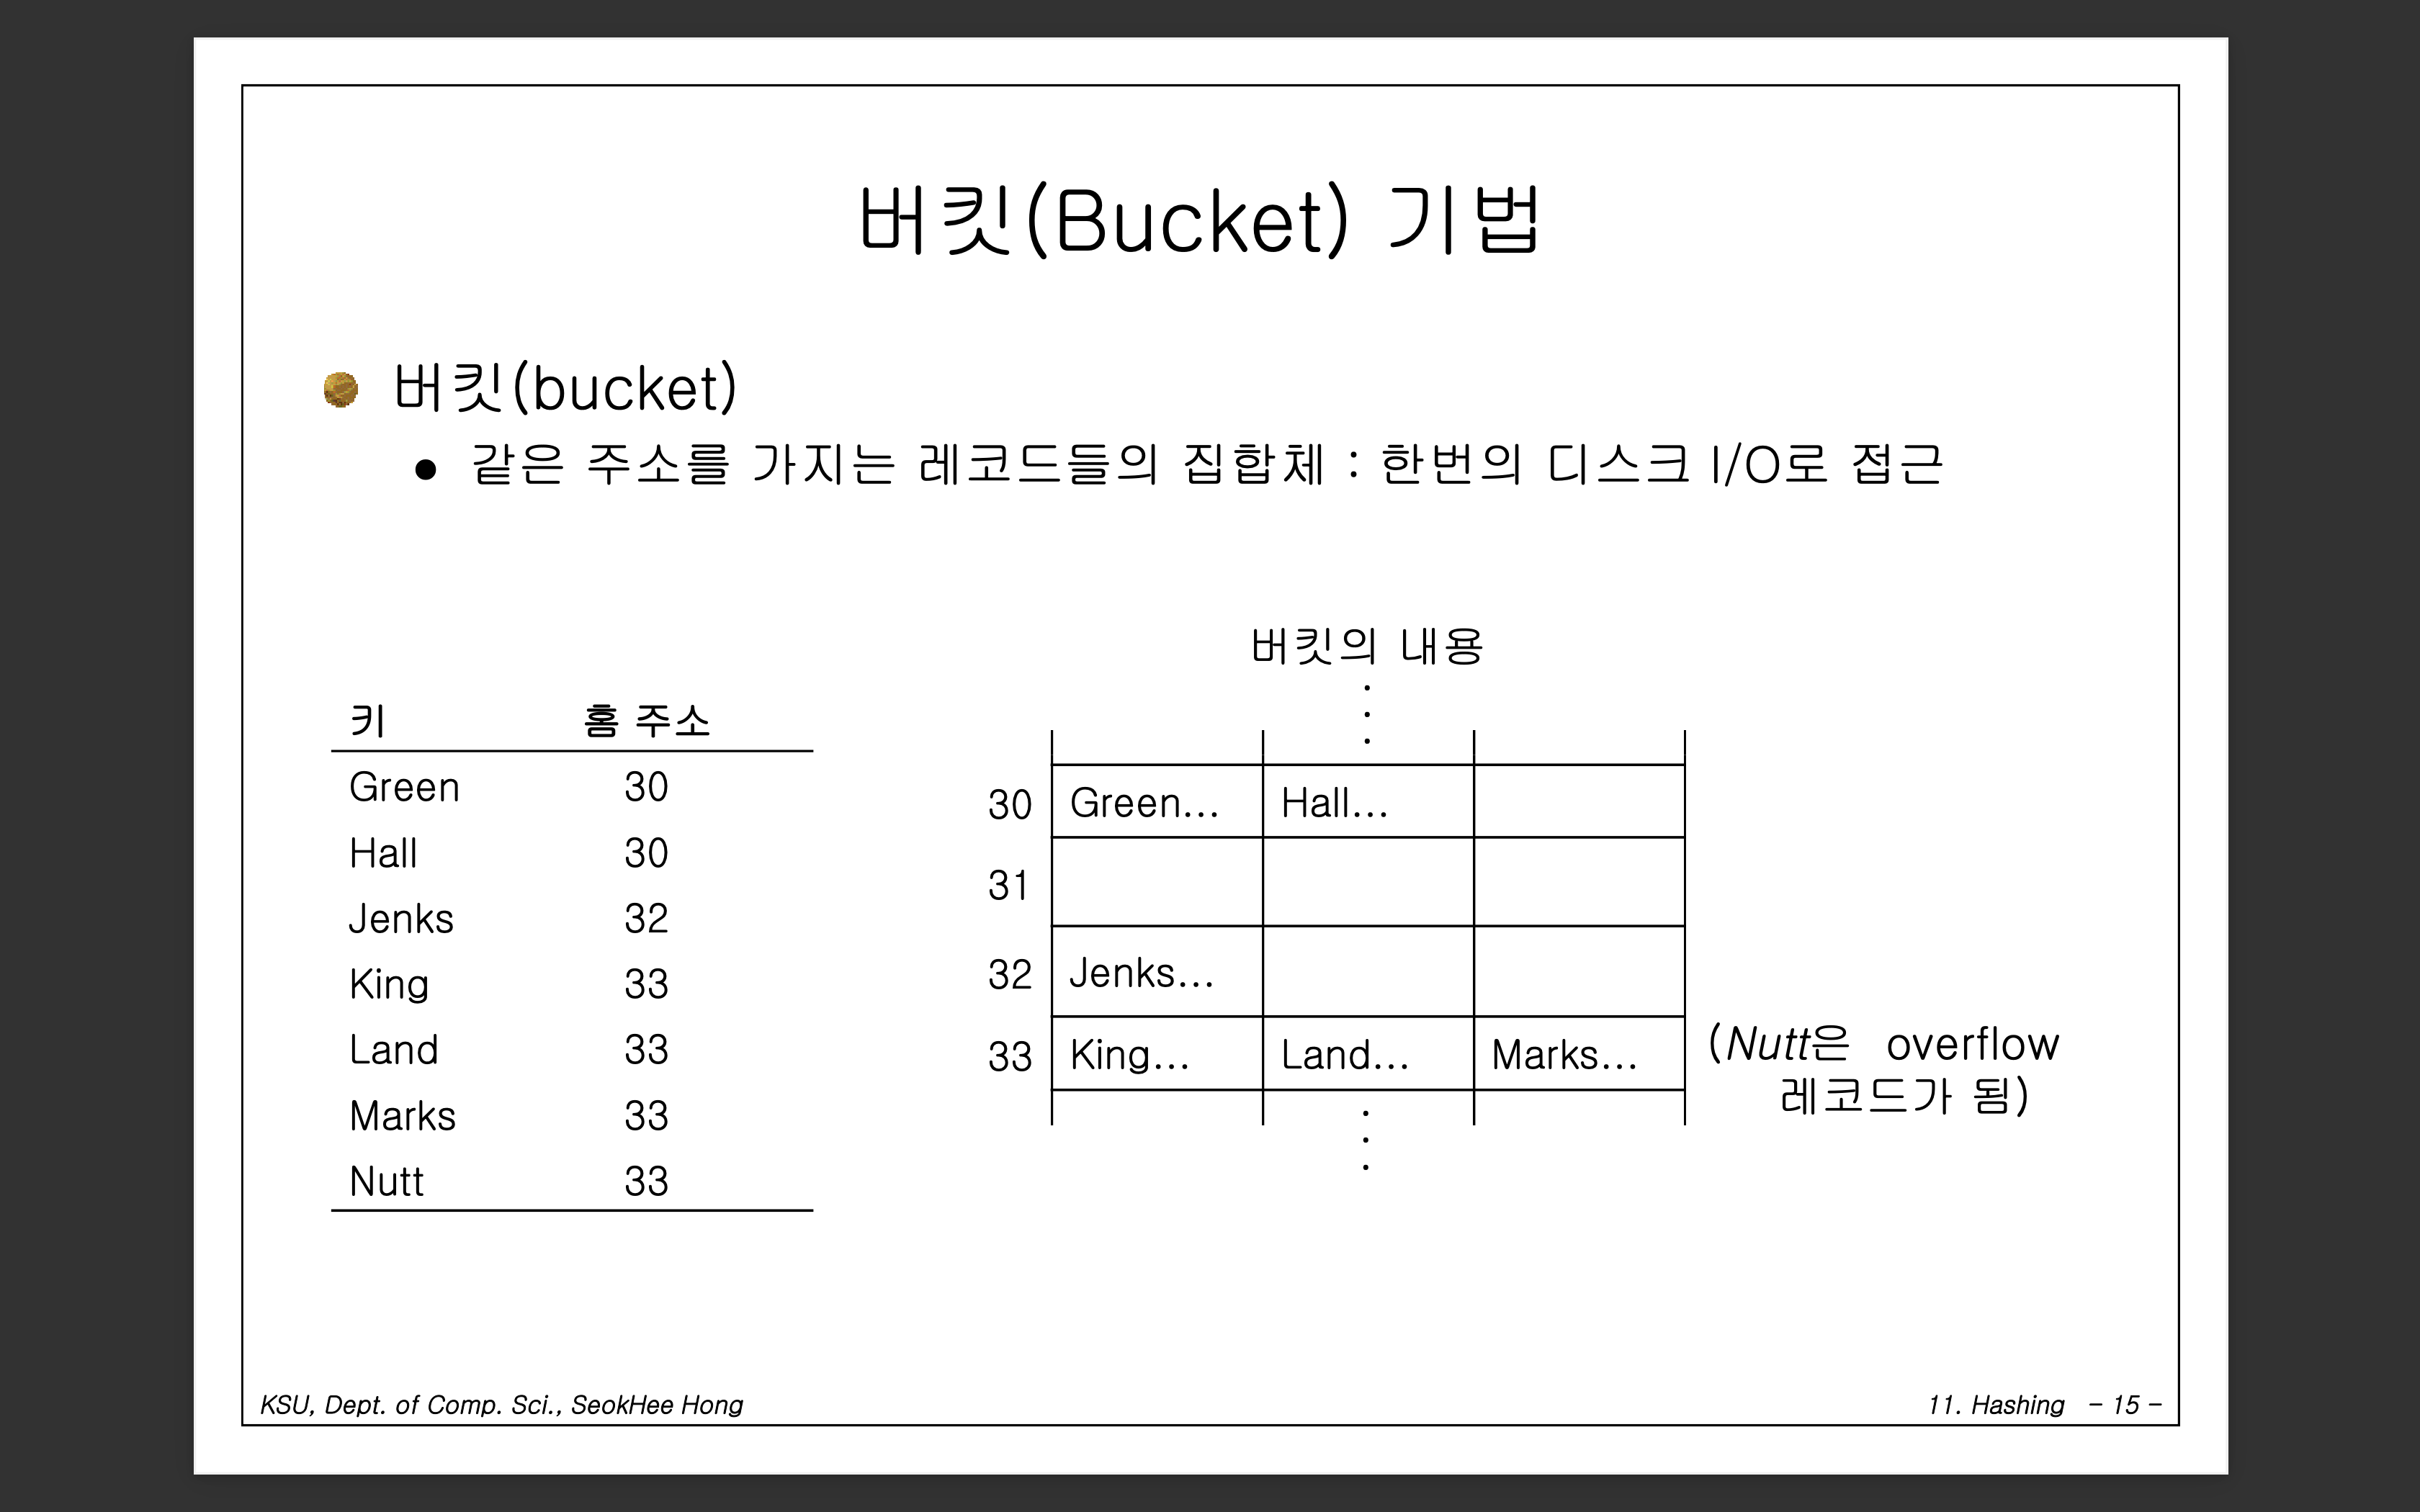 버킷(Bucket) 기법
버킷(bucket)
같은 주소를 가지는 레코드들의 집합체 : 한번의 디스크 I/O로 접근
키 홈 주소
Green 30
Hall 30
Jenks 32
King 33
Land 33
Marks 33
Nutt 33
버킷의 내용
30 Green... Hall...
31
32 Jenks...
33 King... Land... Marks...
(Nutt은 overflow
레코드가 됨)
KSU, Dept. of Comp. Sci., SeokHee Hong
11. Hashing - 15 -